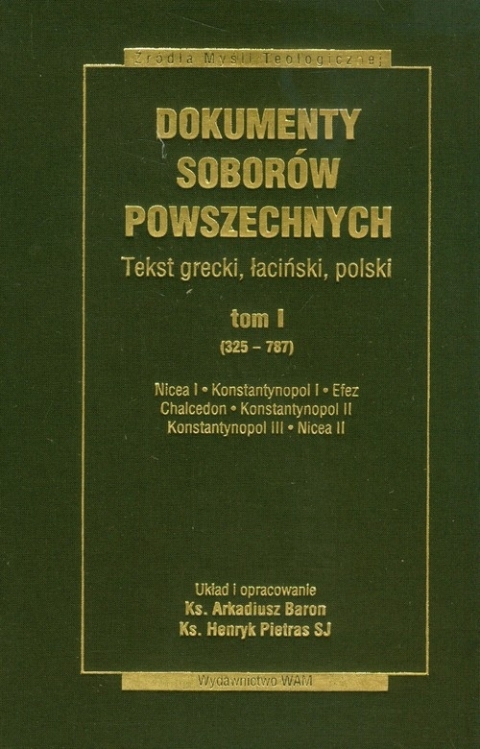 Źródła Myśli Teologicznej
DOKUMENTY
SOBORÓW
POWSZECHNYCH
Tekst grecki, łaciński, polski
tom I
(325 – 787)
Nicea I • Konstantynopol I • Efez
Chalcedon • Konstantynopol II
Konstantynopol III • Nicea II
Układ i opracowanie
Ks. Arkadiusz Baron
Ks. Henryk Pietras SJ
Wydawnictwo WAM